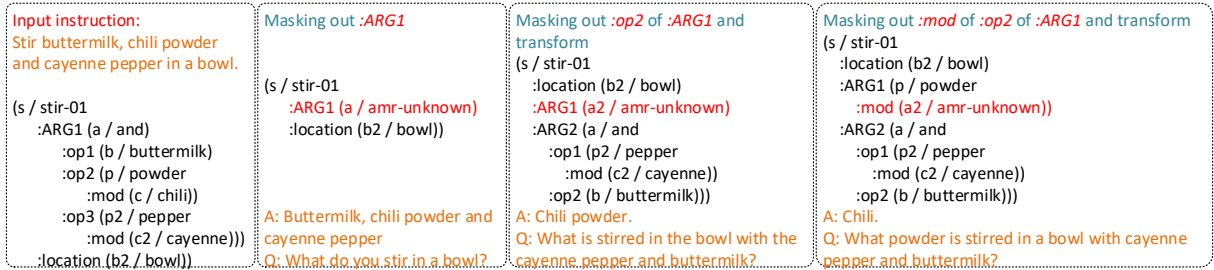 Input instruction:
Stir buttermilk, chili powder
and cayenne pepper in a bowl.
(s / stir-01
:ARG1 (a / and)
:op1 (b / buttermilk)
:op2 (p / powder
:mod (c / chili))
:op3 (p2 / pepper
:mod (c2 / cayenne)))
:location (b2 / bowl))
Masking out :ARG1
(s / stir-01
:ARG1 (a / amr-unknown)
:location (b2 / bowl))
A: Buttermilk, chili powder and
cayenne pepper
Q: What do you stir in a bowl?
Masking out :op2 of :ARG1 and
transform
(s / stir-01
:location (b2 / bowl)
:ARG1 (a2 / amr-unknown)
:ARG2 (a / and
:op1 (p2 / pepper
:mod (c2 / cayenne))
:op2 (b / buttermilk)))
A: Chili powder.
Q: What is stirred in the bowl with the
cayenne pepper and buttermilk?
Masking out :mod of :op2 of :ARG1 and transform
(s / stir-01
:location (b2 / bowl)
:ARG1 (p / powder
:mod (a2 / amr-unknown))
:ARG2 (a / and
:op1 (p2 / pepper
:mod (c2 / cayenne))
:op2 (b / buttermilk)))
A: Chili.
Q: What powder is stirred in a bowl with cayenne
pepper and buttermilk?